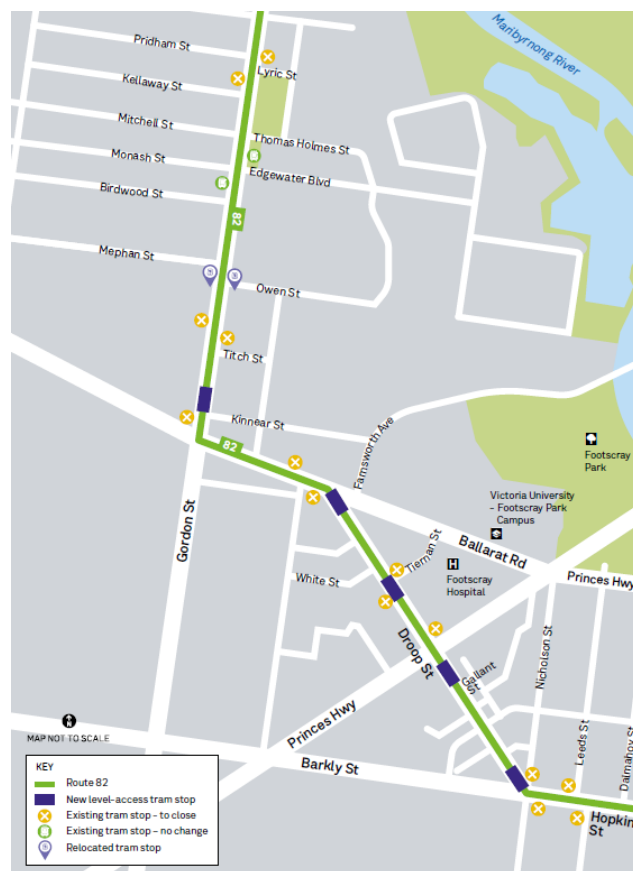 Pridham St
Lyric St
Kellaway St
Mitchell St
Monash St
Birdwood St
Thomas Holmes St
Edgewater Blvd
Maribyrnong River
82
Mephan St
Owen St
Titch St
Kinnear St
82
Farnsworth Ave
Gordon St
Footscray
Park
Victoria University
- Footscray Park
Campus
Ballarat Rd
Princes Hwy
Tiernan St
White St
H
Footscray
Hospital
Droop St
Gallant
St
Nicholson St
Leeds St
Dalmahoy St
Princes Hwy
Barkly St
Hopkin
St
MAP NOT TO SCALE
KEY
Route 82
New level-access tram stop
Existing tram stop – to close
Existing tram stop – no change
Relocated tram stop